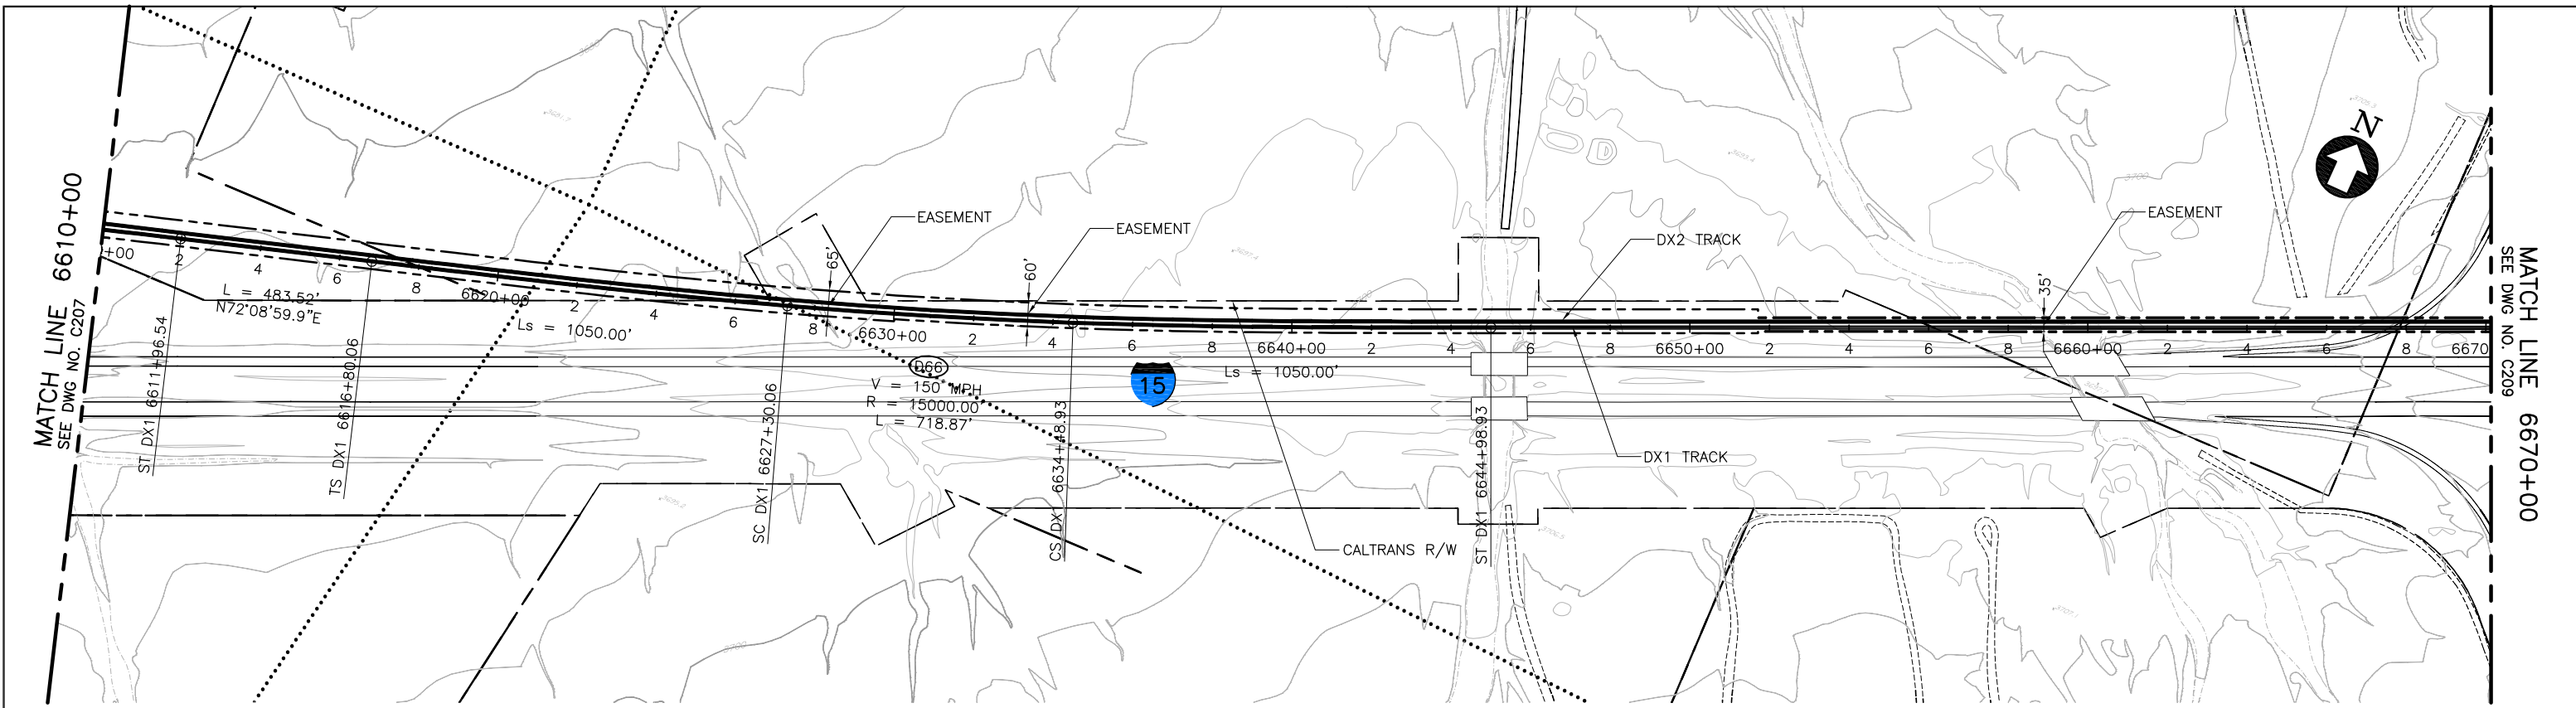 MATCH LINE 6610+00
SEE DWG NO. C207
+00
2
4
6
8
6620+00
2
4
6
8
6630+00
2
4
6
8
6640+00
2
4
6
8
6650+00
2
4
6
8
6660+00
2
4
6
8
6670
L = 483.52'
N72°08'59.9"E
Ls = 1050.00'
ST DX1 6611+96.54
TS DX1 6616+80.06
SC DX1 6627+30.06
CS DX1 6634+48.93
ST DX1 6644+98.93
EASEMENT
65'
EASEMENT
60'
D66
V = 150 MPH
R = 15000.00'
L = 718.87'
15
Ls = 1050.00'
CALTRANS R/W
DX2 TRACK
DX1 TRACK
EASEMENT
35'
N
MATCH LINE 6670+00
SEE DWG NO. C209